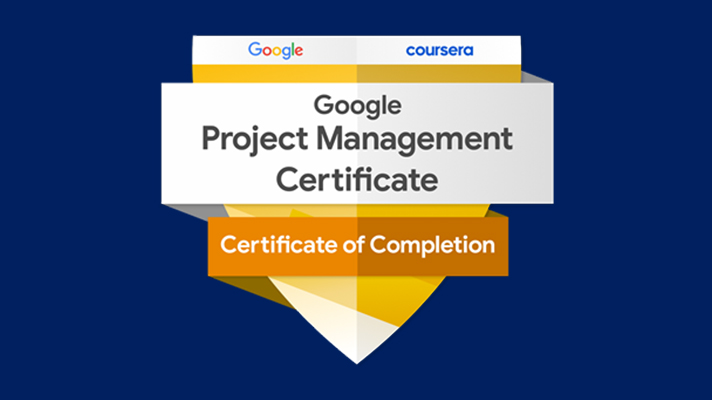 Google coursera
Google
Project Management
Certificate
Certificate of Completion